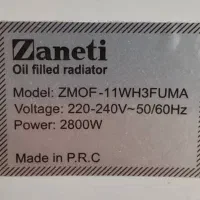 Zaneti
Oil filled radiator
Model: ZMOF-11WH3FUMA
Voltage: 220-240V~50/60Hz
Power: 2800W
Made in P.R.C